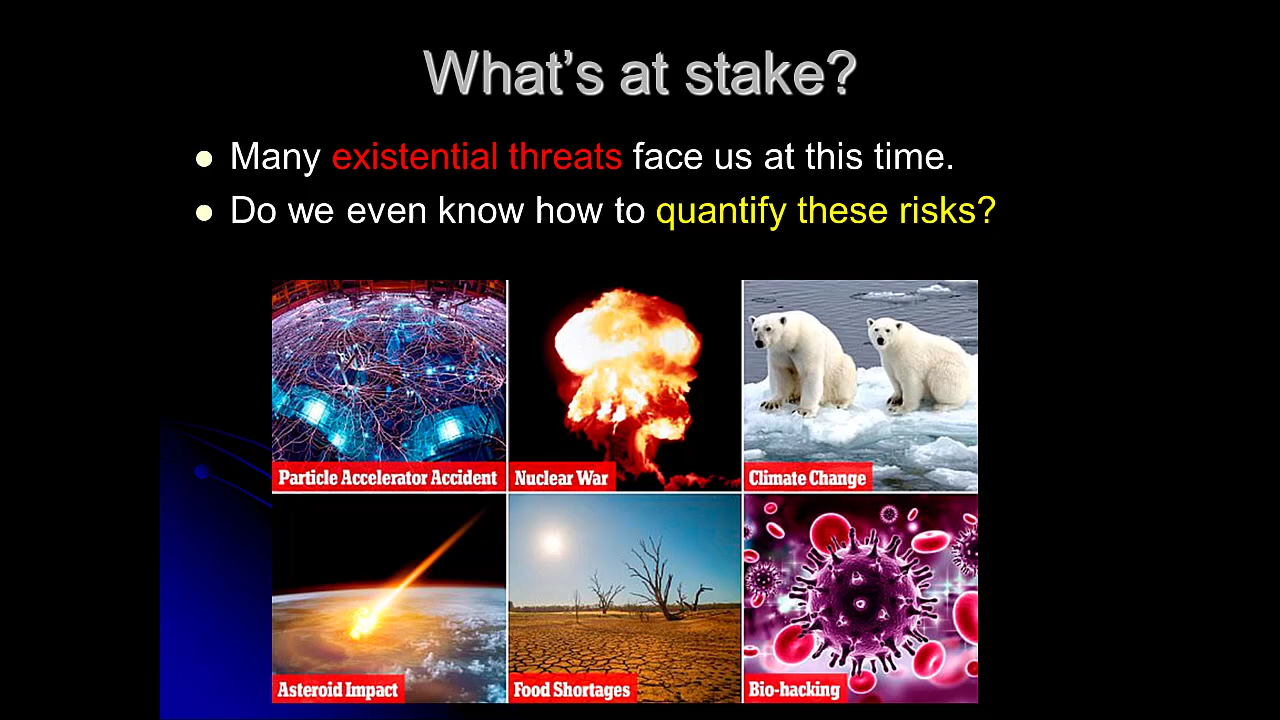 What’s at stake?
Many existential threats face us at this time.
Do we even know how to quantify these risks?
Particle Accelerator Accident
Nuclear War
Climate Change
Asteroid Impact
Food Shortages
Bio-hacking